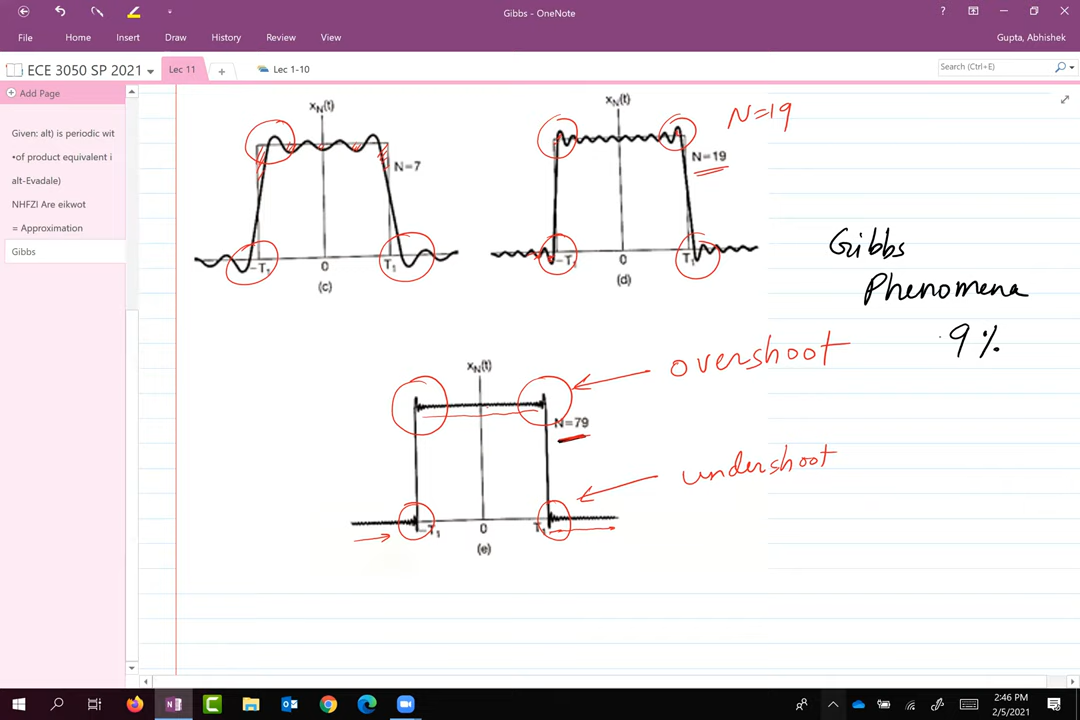 Gibbs - OneNote
?
File
Home
Insert
Draw
History
Review
View
Gupta, Abhishek
ECE 3050 SP 2021
Lec 11
+
Lec 1-10
Search (Ctrl+E)
Add Page
Given: alt) is periodic wit
•of product equivalent i
alt-Evadale)
NHFZI Are eikwot
= Approximation
Gibbs
xN(t)
N=7
-T1
0
T1
(c)
xN(t)
N=19
N=19
-T1
0
T1
(d)
Gibbs
Phenomena
9%
xN(t)
N=79
-T1
0
T1
(e)
overshoot
undershoot
2:46 PM
2/5/2021